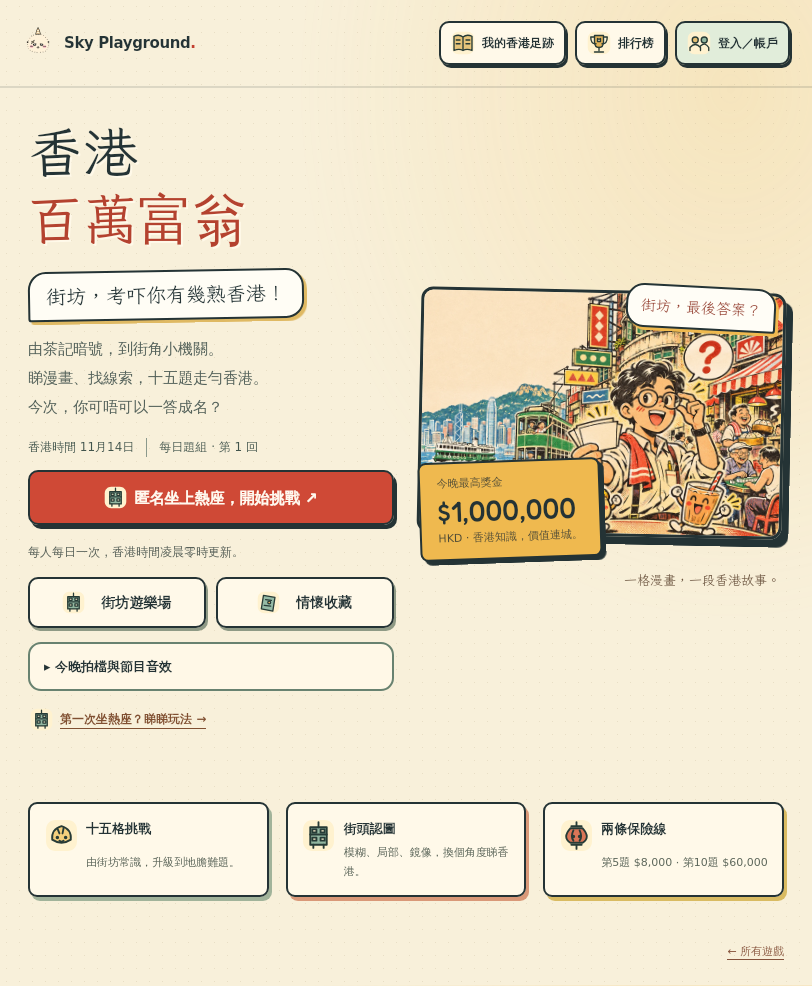 Sky Playground.
我的香港足跡
排行榜
登入／帳戶
香港
百萬富翁
街坊，考吓你有幾熟香港！
由茶記暗號，到街角小機關。
睇漫畫、找線索，十五題走勻香港。
今次，你可唔可以一答成名？
香港時間 11月14日
每日題組 · 第 1 回
匿名坐上熱座，開始挑戰 ↗
每人每日一次，香港時間凌晨零時更新。
街坊遊樂場
情懷收藏
▸ 今晚拍檔與節目音效
第一次坐熱座？睇睇玩法 →
街坊，最後答案？
?
今晚最高獎金
$1,000,000
HKD · 香港知識，價值連城。
一格漫畫，一段香港故事。
十五格挑戰
由街坊常識，升級到地膽難題。
街頭認圖
模糊、局部、鏡像，換個角度睇香
港。
兩條保險線
第5題 $8,000 · 第10題 $60,000
← 所有遊戲